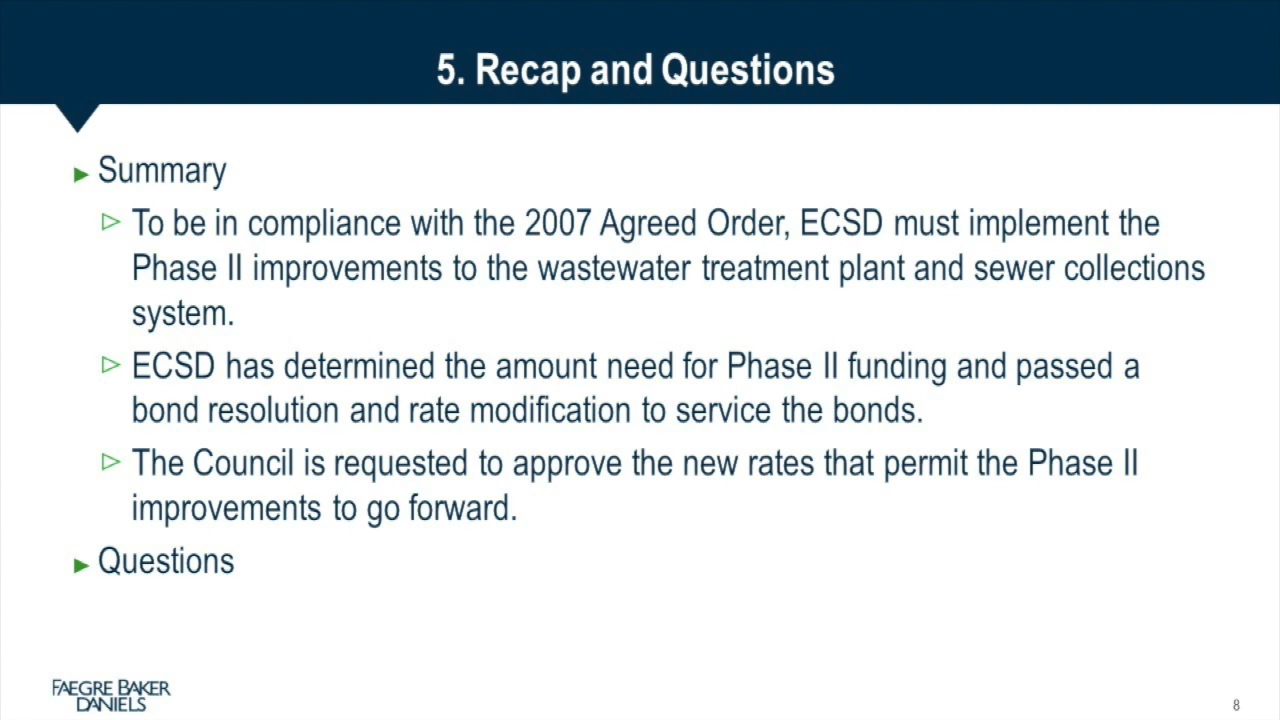 5. Recap and Questions
Summary
To be in compliance with the 2007 Agreed Order, ECSD must implement the
Phase II improvements to the wastewater treatment plant and sewer collections
system.
ECSD has determined the amount need for Phase II funding and passed a
bond resolution and rate modification to service the bonds.
The Council is requested to approve the new rates that permit the Phase II
improvements to go forward.
Questions
FAEGRE BAKER
DANIELS
8